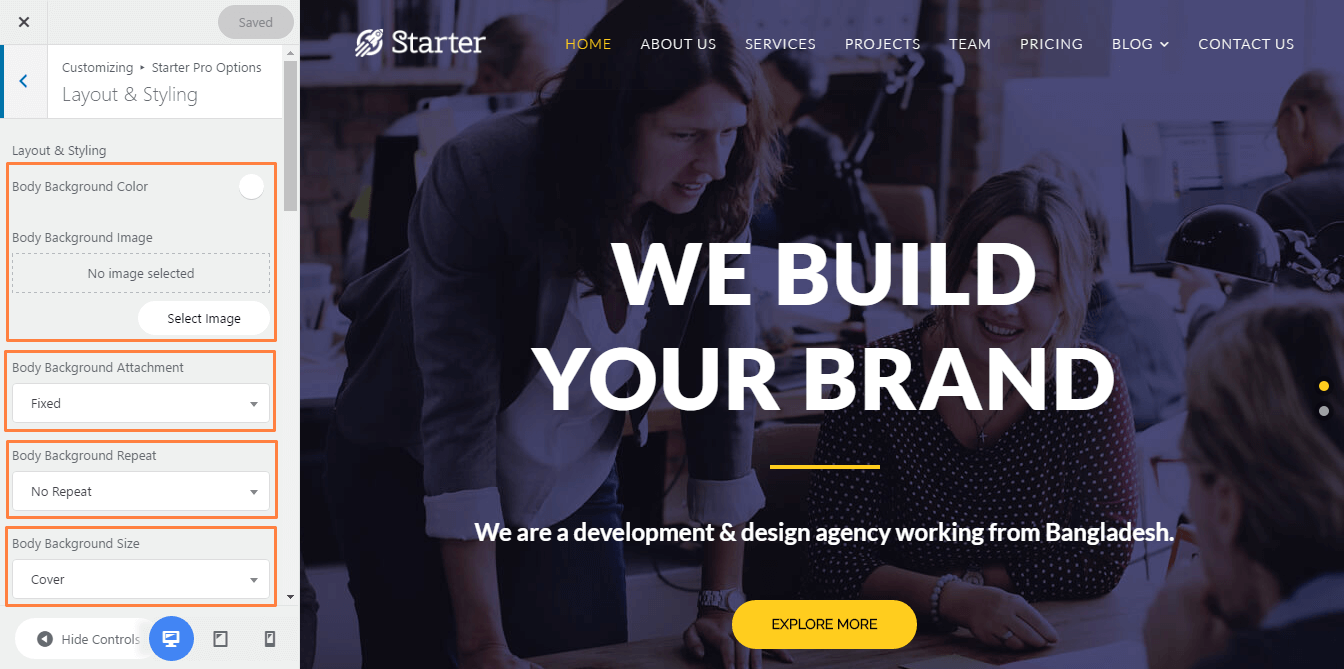 Saved
Customizing ▸ Starter Pro Options
Layout & Styling
Layout & Styling
Body Background Color
Body Background Image
No image selected
Select Image
Body Background Attachment
Fixed
Body Background Repeat
No Repeat
Body Background Size
Cover
Hide Controls
Starter
HOME ABOUT US SERVICES PROJECTS TEAM PRICING BLOG CONTACT US
WE BUILD
YOUR BRAND
We are a development & design agency working from Bangladesh.
EXPLORE MORE